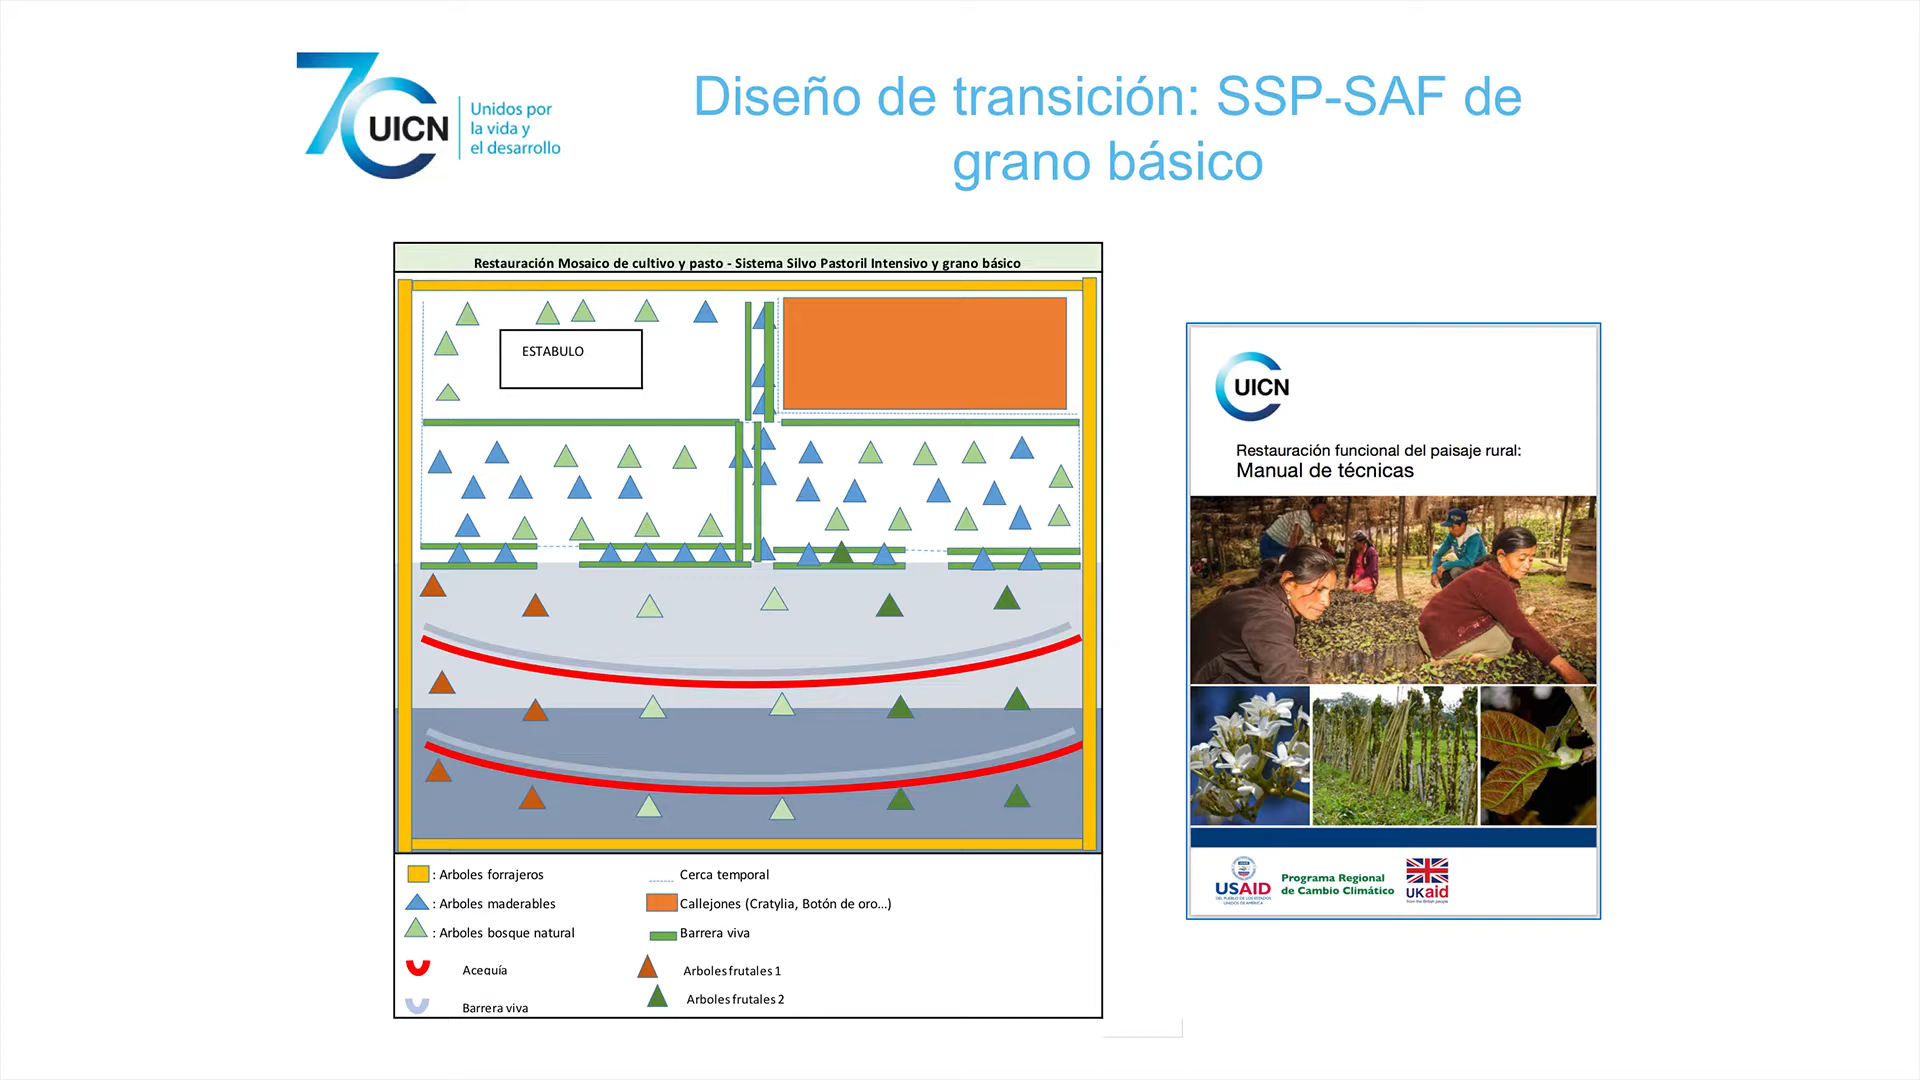 7
UICN
Unidos por
la vida y
el desarrollo
Diseño de transición: SSP-SAF de
grano básico
Restauración Mosaico de cultivo y pasto - Sistema Silvo Pastoril Intensivo y grano básico
ESTABULO
: Arboles forrajeros
: Arboles maderables
: Arboles bosque natural
Acequía
Barrera viva
Cerca temporal
Callejones (Cratylia, Botón de oro...)
Barrera viva
Arboles frutales 1
Arboles frutales 2
UICN
Restauración funcional del paisaje rural:
Manual de técnicas
USAID
DEL PUEBLO DE LOS ESTADOS
UNIDOS DE AMÉRICA
Programa Regional
de Cambio Climático
UKaid
from the British people